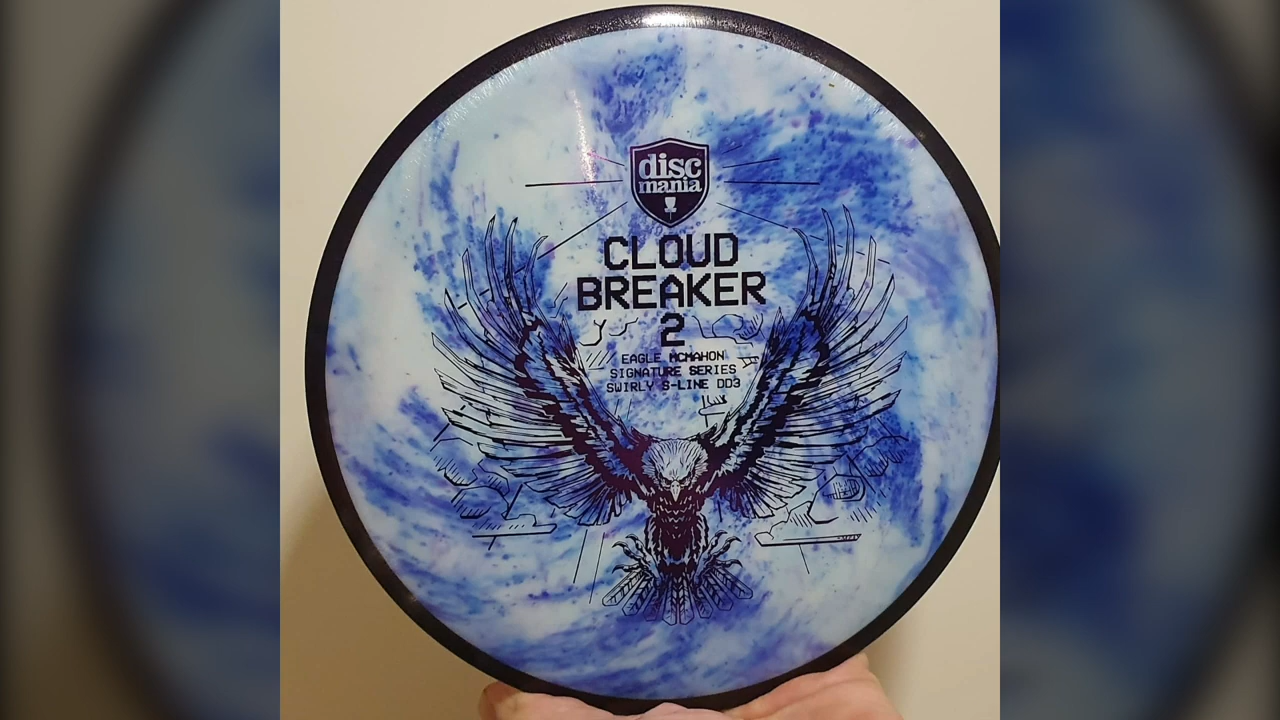 disc
mania
CLOUD
BREAKER
2
EAGLE MCMAHON
SIGNATURE SERIES
SWIRLY S-LINE DD3